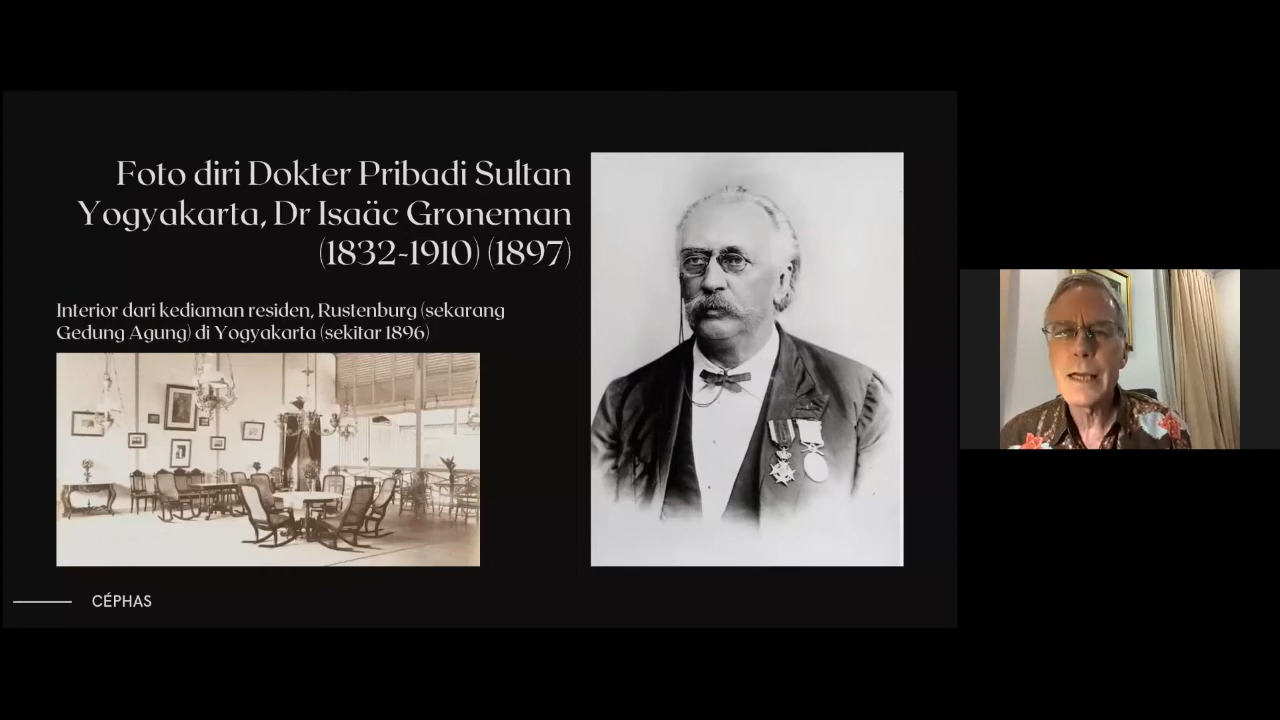 Foto diri Dokter Pribadi Sultan
Yogyakarta, Dr Isaäc Groneman
(1832-1910) (1897)
Interior dari kediaman residen, Rustenburg (sekarang
Gedung Agung) di Yogyakarta (sekitar 1896)
CÉPHAS